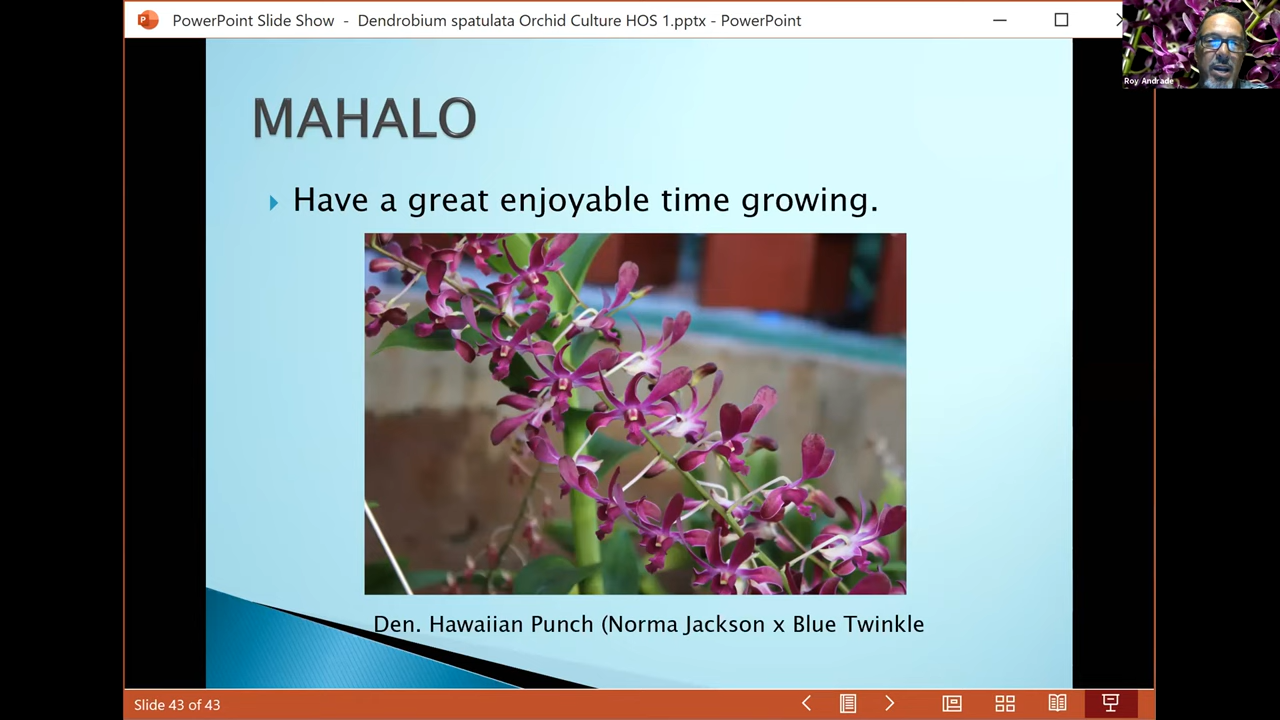 PowerPoint Slide Show - Dendrobium spatulata Orchid Culture HOS 1.pptx - PowerPoint
Roy Andrade
MAHALO
Have a great enjoyable time growing.
Den. Hawaiian Punch (Norma Jackson x Blue Twinkle
Slide 43 of 43